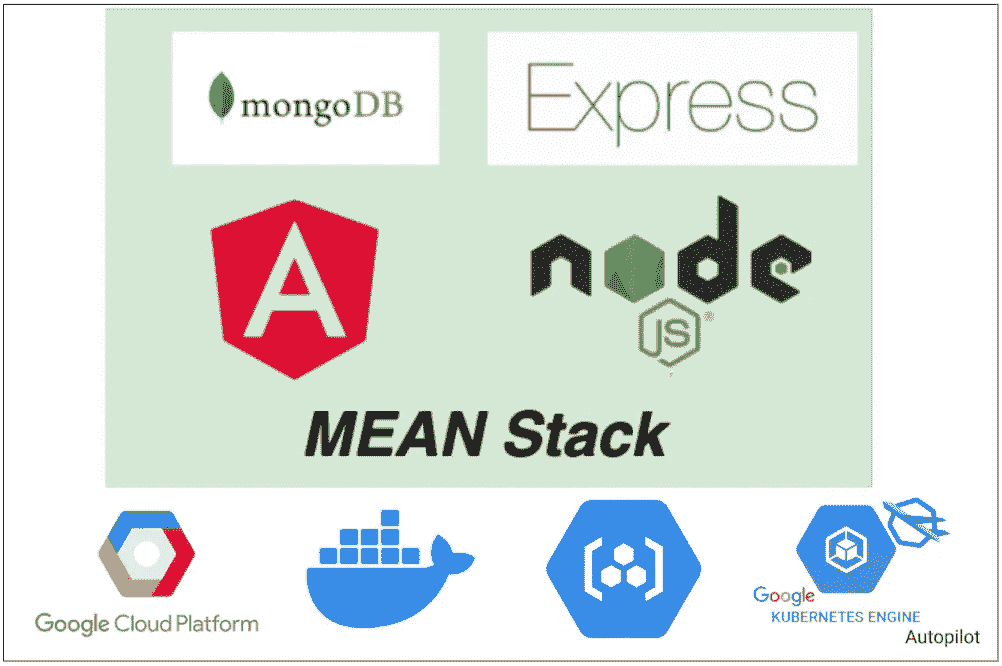 mongoDB
Express
A
node
JS
®
MEAN Stack
Google Cloud Platform
Google
KUBERNETES ENGINE
Autopilot